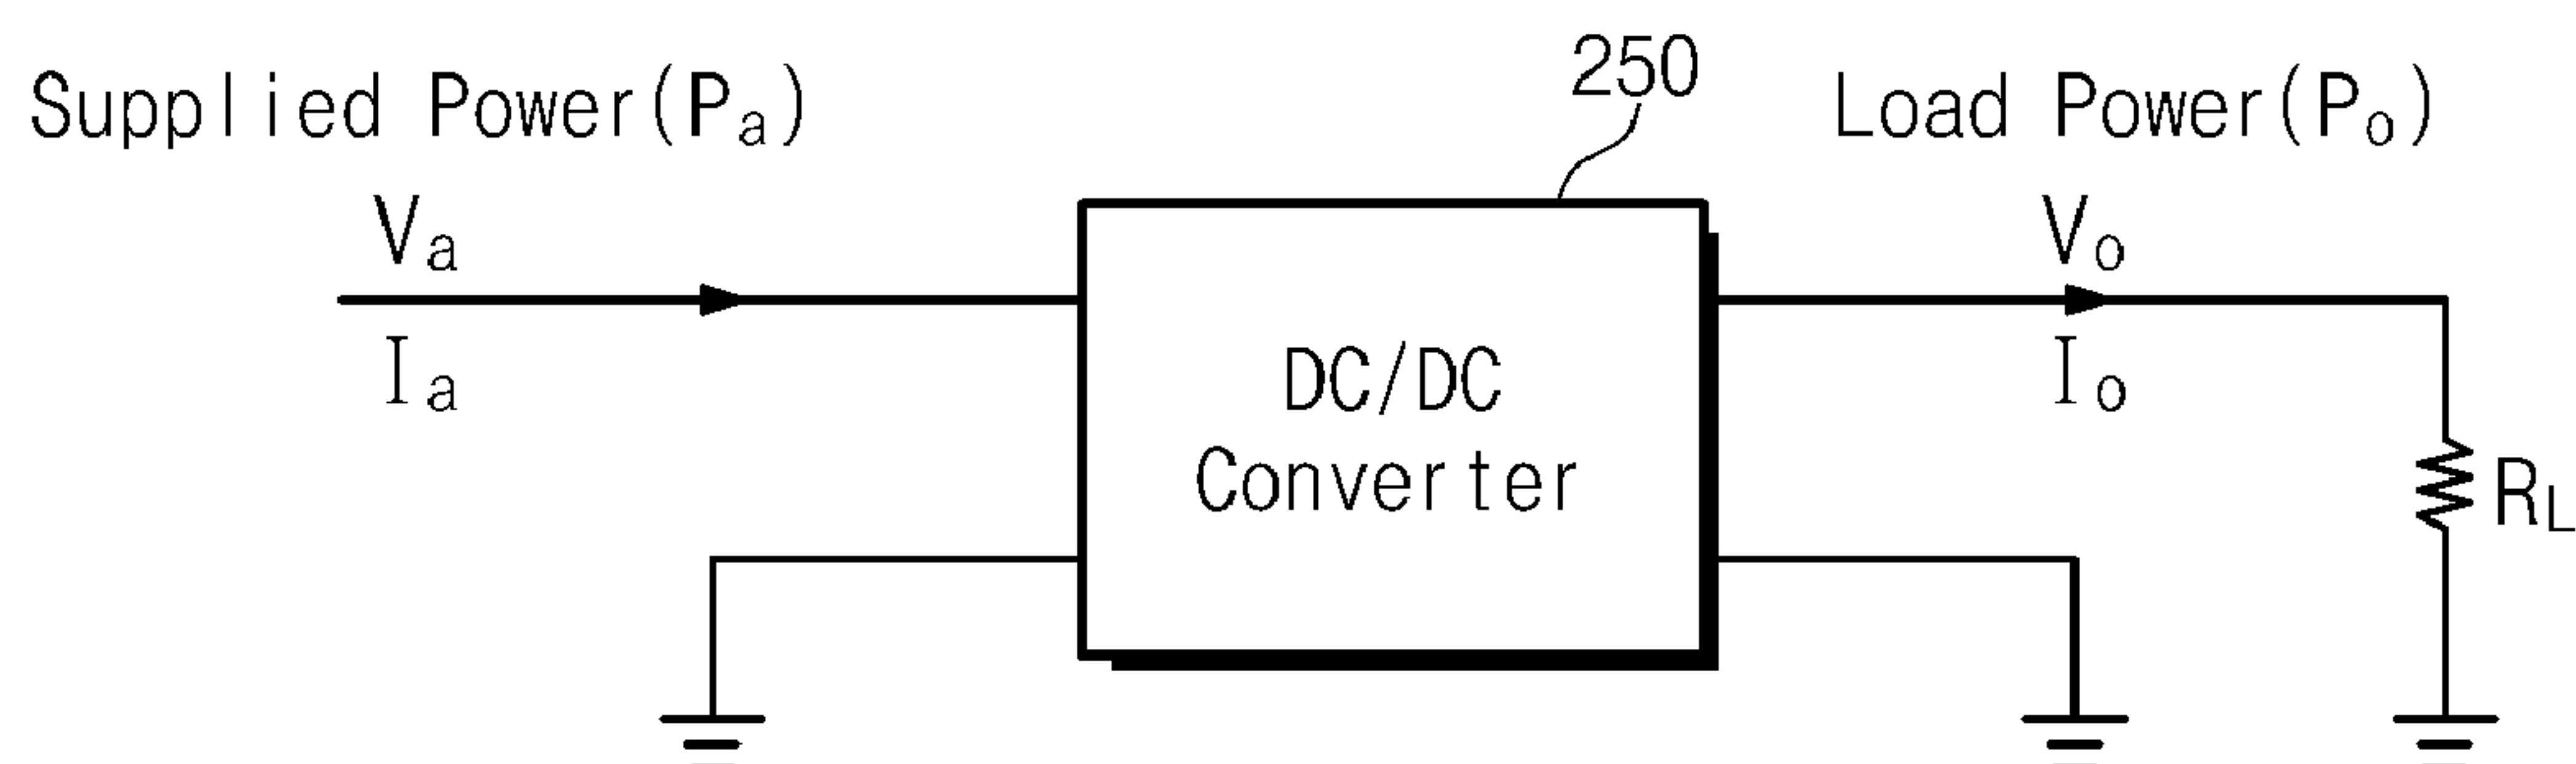 250
Supplied Power(Pa)
Load Power(Po)
Va
Vo
Ia
Io
DC/DC
Converter
RL